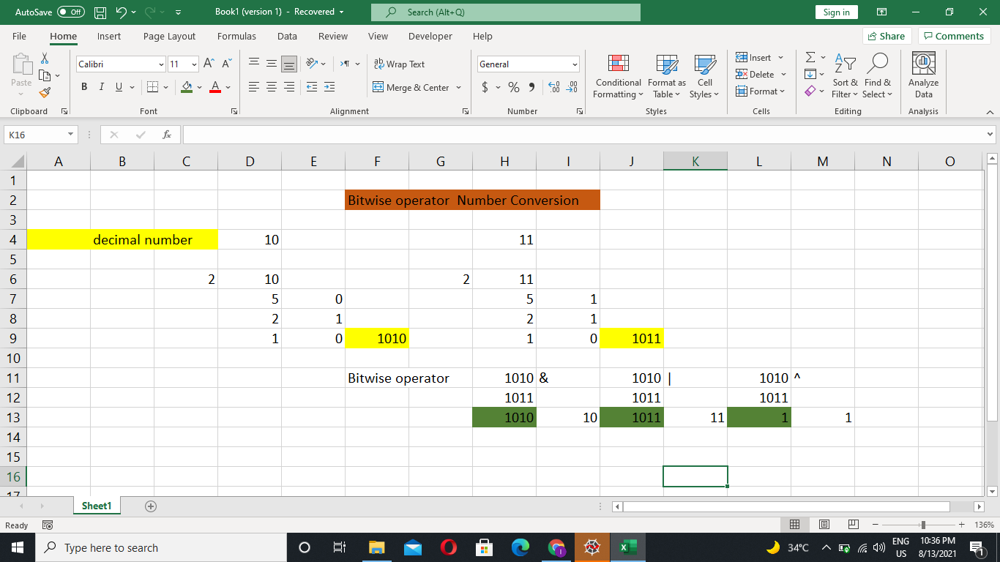 AutoSave Off Book1 (version 1) - Recovered Search (Alt+Q) Sign in
File Home Insert Page Layout Formulas Data Review View Developer Help Share Comments
Paste Calibri 11 A A Wrap Text General Conditional Formatting Format as Table Cell Styles Insert Sort & Filter Find & Select Analyze Data
B I U A Merge & Center $ % 9 .00 .00 Delete
Format
Clipboard Font Alignment Number Styles Cells Editing Analysis
K16 fx
A B C D E F G H I J K L M N O
1
2 Bitwise operator  Number Conversion
3
4 decimal number 10 11
5
6 2 10 2 11
7 5 0 5 1
8 2 1 2 1
9 1 0 1010 1 0 1011
10
11 Bitwise operator 1010 & 1010 | 1010 ^
12 1011 1011 1011
13 1010 10 1011 11 1 1
14
15
16
17
Sheet1
Ready 136%
Type here to search 34°C ENG 10:36 PM
US 8/13/2021 1